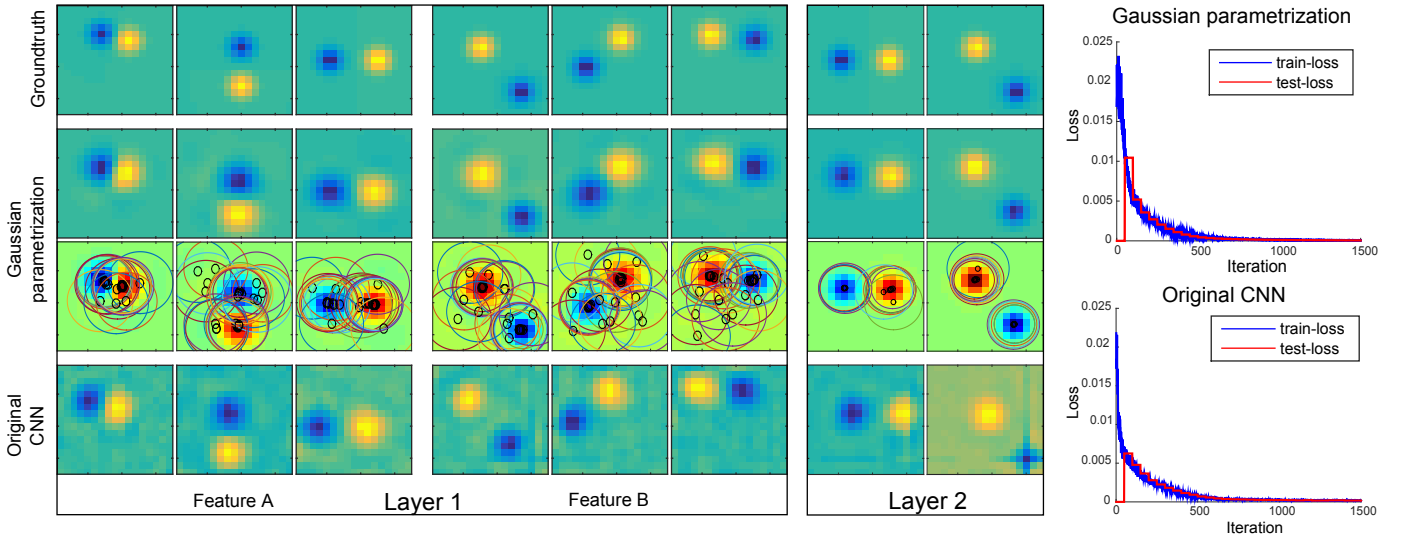 Groundtruth
Gaussian
parametrization
Original
CNN
Feature A
Layer 1
Feature B
Layer 2
Gaussian parametrization
0.025
0.02
0.015
0.01
0.005
0
Loss
train-loss
test-loss
0
500
1000
1500
Iteration
Original CNN
0.025
0.02
0.015
0.01
0.005
0
Loss
train-loss
test-loss
0
500
1000
1500
Iteration